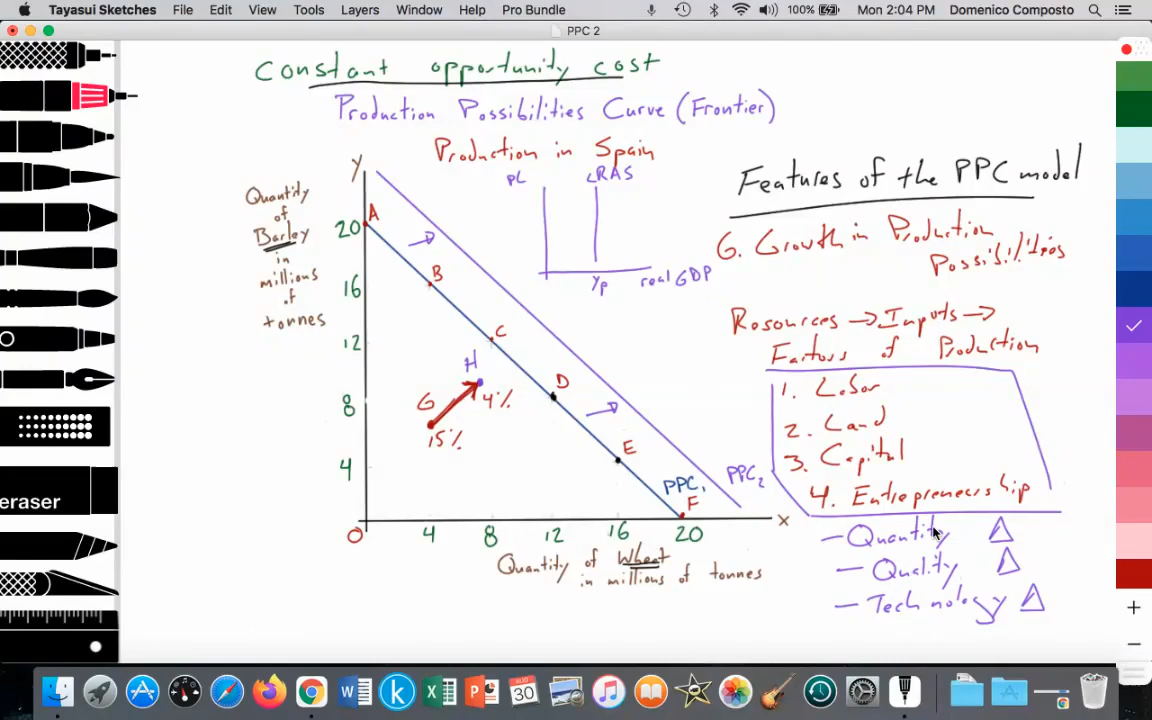 Tayasui Sketches File Edit View Tools Layers Window Help Pro Bundle 100% Mon 2:04 PM Domenico Composto
PPC 2
Constant opportunity cost
Production Possibilities Curve (Frontier)
Production in Spain
Quantity
of
Barley
in
millions
of
tonnes
y
20
16
12
8
4
0
A
B
C
D
E
F
G
15%
H
4%
PL
LRAS
Yp
real GDP
PPC1
PPC2
4 8 12 16 20
x
Quantity of Wheat
in millions of tonnes
Features of the PPC model
6. Growth in Production
Possibilities
Resources → Inputs →
Factors of Production
1. Labor
2. Land
3. Capital
4. Entrepreneurship
- Quantity Δ
- Quality Δ
- Technology Δ
eraser
30